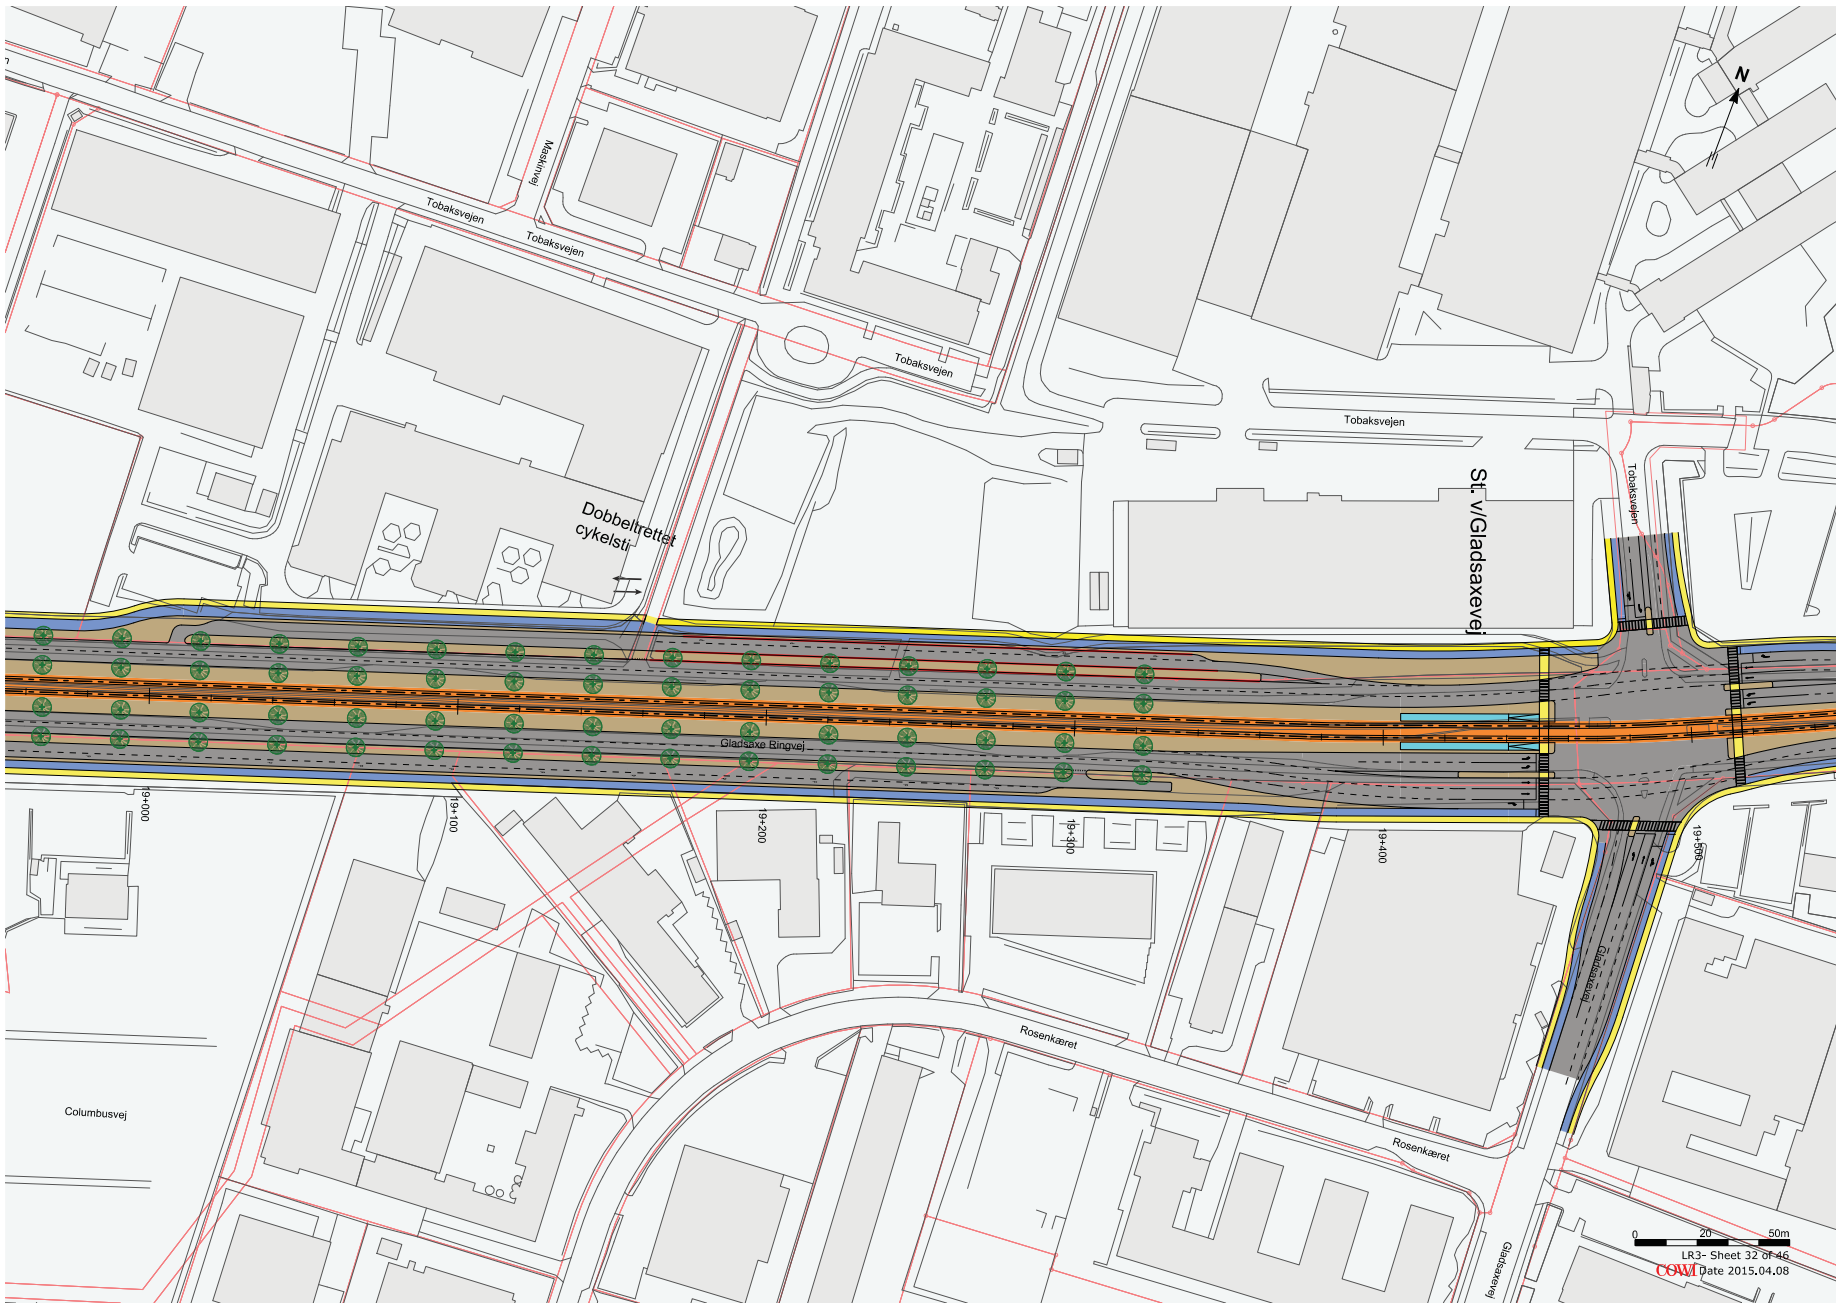 N
Maskinvej
Tobaksvejen
Tobaksvejen
Tobaksvejen
Tobaksvejen
Tobaksvejen
St. v/Gladsaxevej
Dobbeltrettet
cykelsti
Gladsaxe Ringvej
19+000
19+100
19+200
19+300
19+400
19+500
Gladsaxevej
Rosenkæret
Columbusvej
Rosenkæret
Gladsaxevej
0 20 50m
LR3- Sheet 32 of 46
COWI Date 2015.04.08